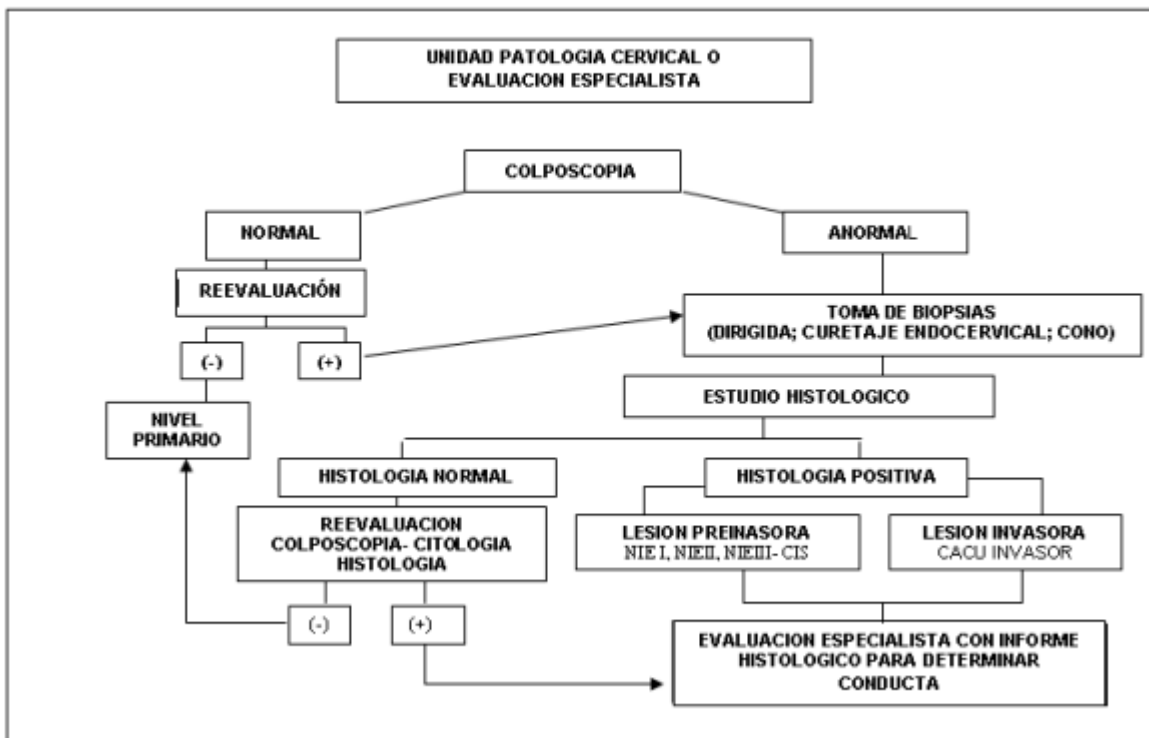 UNIDAD PATOLOGIA CERVICAL O
EVALUACION ESPECIALISTA
COLPOSCOPIA
NORMAL
ANORMAL
REEVALUACIÓN
TOMA DE BIOPSIAS
(DIRIGIDA; CURETAJE ENDOCERVICAL; CONO)
(-)
(+)
ESTUDIO HISTOLOGICO
NIVEL
PRIMARIO
HISTOLOGIA NORMAL
HISTOLOGIA POSITIVA
REEVALUACION
COLPOSCOPIA- CITOLOGIA
HISTOLOGIA
LESION PREINASORA
NIE I, NIEII, NIEIII- CIS
LESION INVASORA
CACU INVASOR
(-)
(+)
EVALUACION ESPECIALISTA CON INFORME
HISTOLOGICO PARA DETERMINAR
CONDUCTA